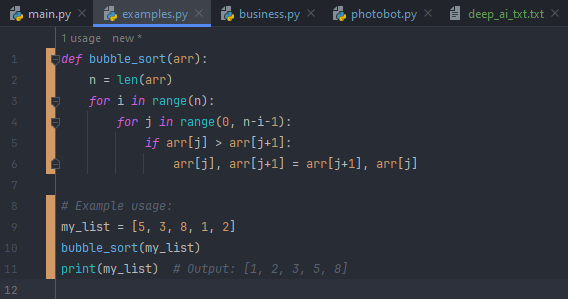 main.py examples.py business.py photobot.py deep_ai_txt.txt
1 usage new *
1 def bubble_sort(arr):
2     n = len(arr)
3     for i in range(n):
4         for j in range(0, n-i-1):
5             if arr[j] > arr[j+1]:
6                 arr[j], arr[j+1] = arr[j+1], arr[j]
7
8 # Example usage:
9 my_list = [5, 3, 8, 1, 2]
10 bubble_sort(my_list)
11 print(my_list)  # Output: [1, 2, 3, 5, 8]
12